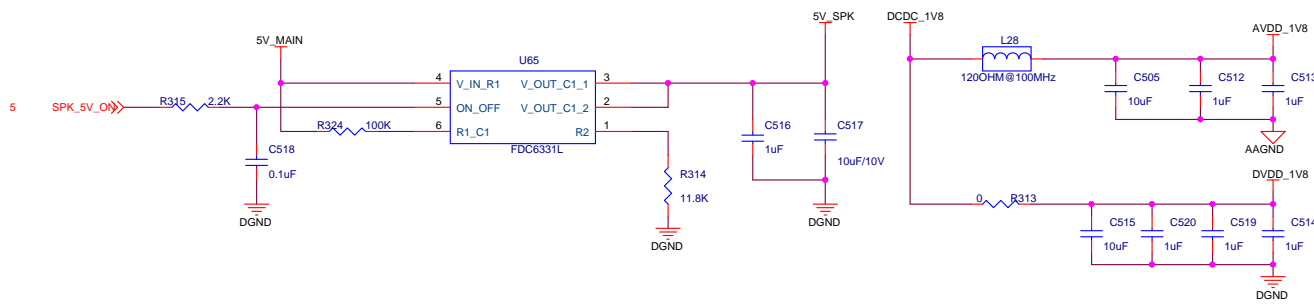 5V_SPK
DCDC_1V8
AVDD_1V8
5V_MAIN
L28
U65
120OHM@100MHz
4
V_IN_R1
V_OUT_C1_1
3
C505
10uF
C512
1uF
C513
1uF
5
SPK_5V_ON
R315
2.2K
5
ON_OFF
V_OUT_C1_2
2
R324
100K
6
R1_C1
R2
1
FDC6331L
C516
1uF
C517
10uF/10V
AAGND
C518
0.1uF
R314
11.8K
DVDD_1V8
0
R313
DGND
DGND
DGND
C515
10uF
C520
1uF
C519
1uF
C514
1uF
DGND